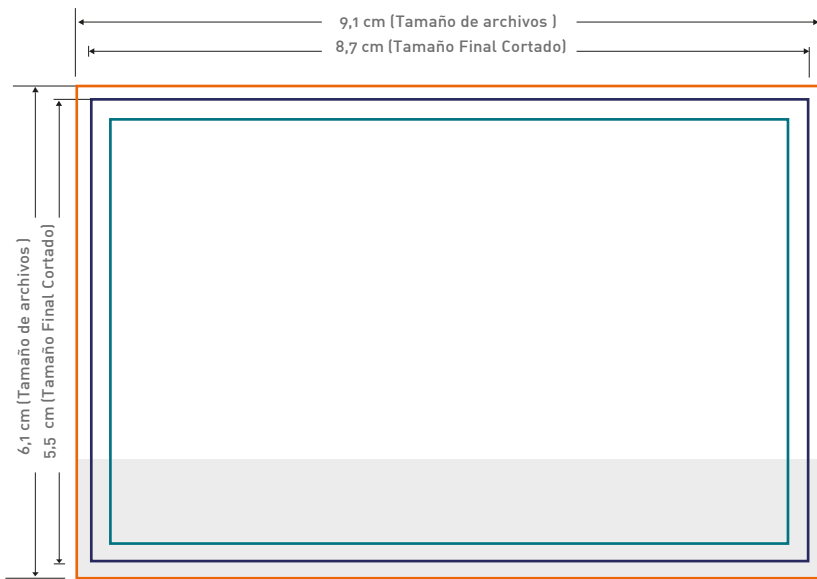 9,1 cm (Tamaño de archivos )
8,7 cm (Tamaño Final Cortado)
6,1 cm (Tamaño de archivos )
5,5 cm (Tamaño Final Cortado)